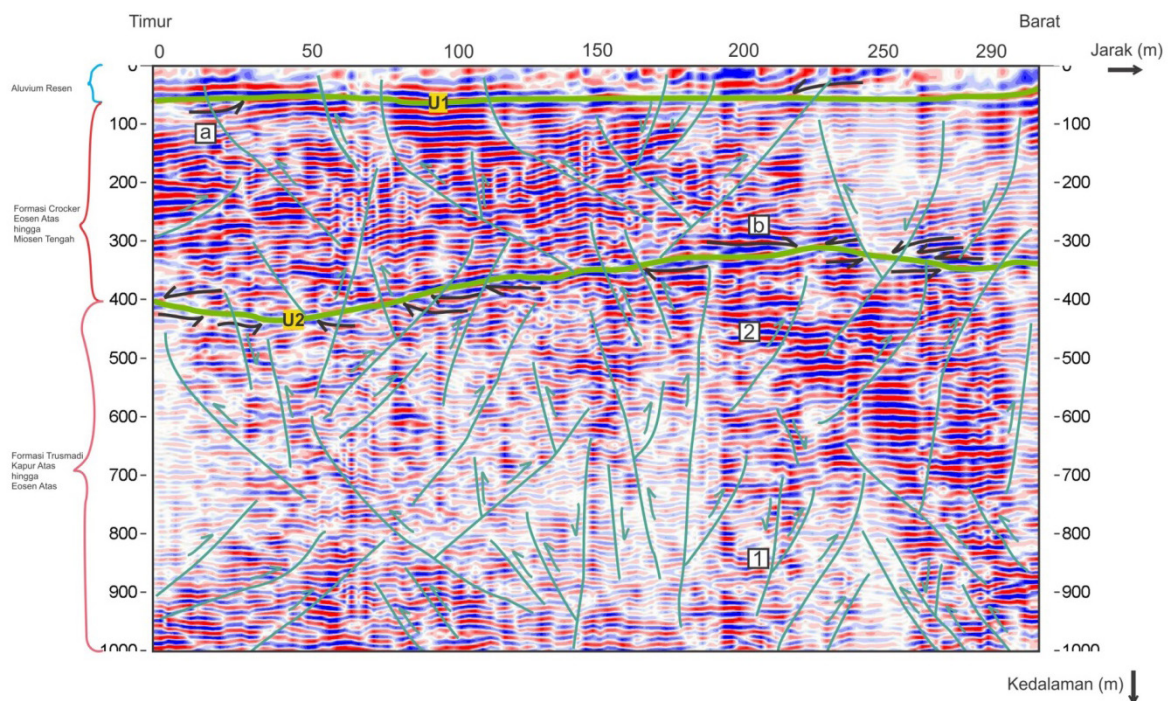 Timur
Barat
0 50 100 150 200 250 290
Jarak (m)
0
0
Aluvium Resen
U1
100
100
a
200
200
Formasi Crocker
Eosen Atas
hingga
Miosen Tengah
b
300
300
400
400
U2
2
500
500
600
600
Formasi Trusmadi
Kapur Atas
hingga
Eosen Atas
700
700
800
800
1
900
900
1000
1000
Kedalaman (m)